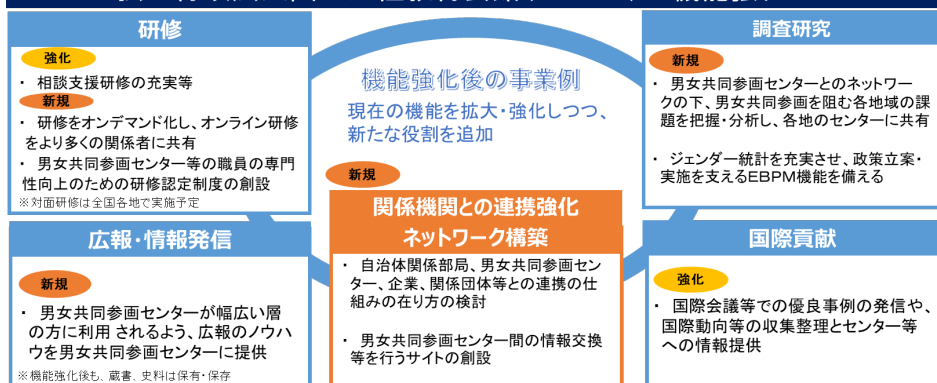 研修
強化
・ 相談支援研修の充実等
新規
・ 研修をオンデマンド化し、オンライン研修
をより多くの関係者に共有
・ 男女共同参画センター等の職員の専門
性向上のための研修認定制度の創設
※対面研修は全国各地で実施予定
機能強化後の事業例
現在の機能を拡大・強化しつつ、
新たな役割を追加
調査研究
新規
・ 男女共同参画センターとのネットワー
クの下、男女共同参画を阻む各地域の課
題を把握・分析し、各地のセンターに共有
・ ジェンダー統計を充実させ、政策立案・
実施を支えるEBPM機能を備える
広報・情報発信
新規
・ 男女共同参画センターが幅広い層
の方に利用 されるよう、広報のノウハ
ウを男女共同参画センターに提供
※機能強化後も、蔵書、史料は保有・保存
新規
関係機関との連携強化
ネットワーク構築
・ 自治体関係部局、男女共同参画セン
ター、企業、関係団体等との連携の仕
組みの在り方の検討
・ 男女共同参画センター間の情報交換
等を行うサイトの創設
国際貢献
強化
・ 国際会議等での優良事例の発信や、
国際動向等の収集整理とセンター等
への情報提供